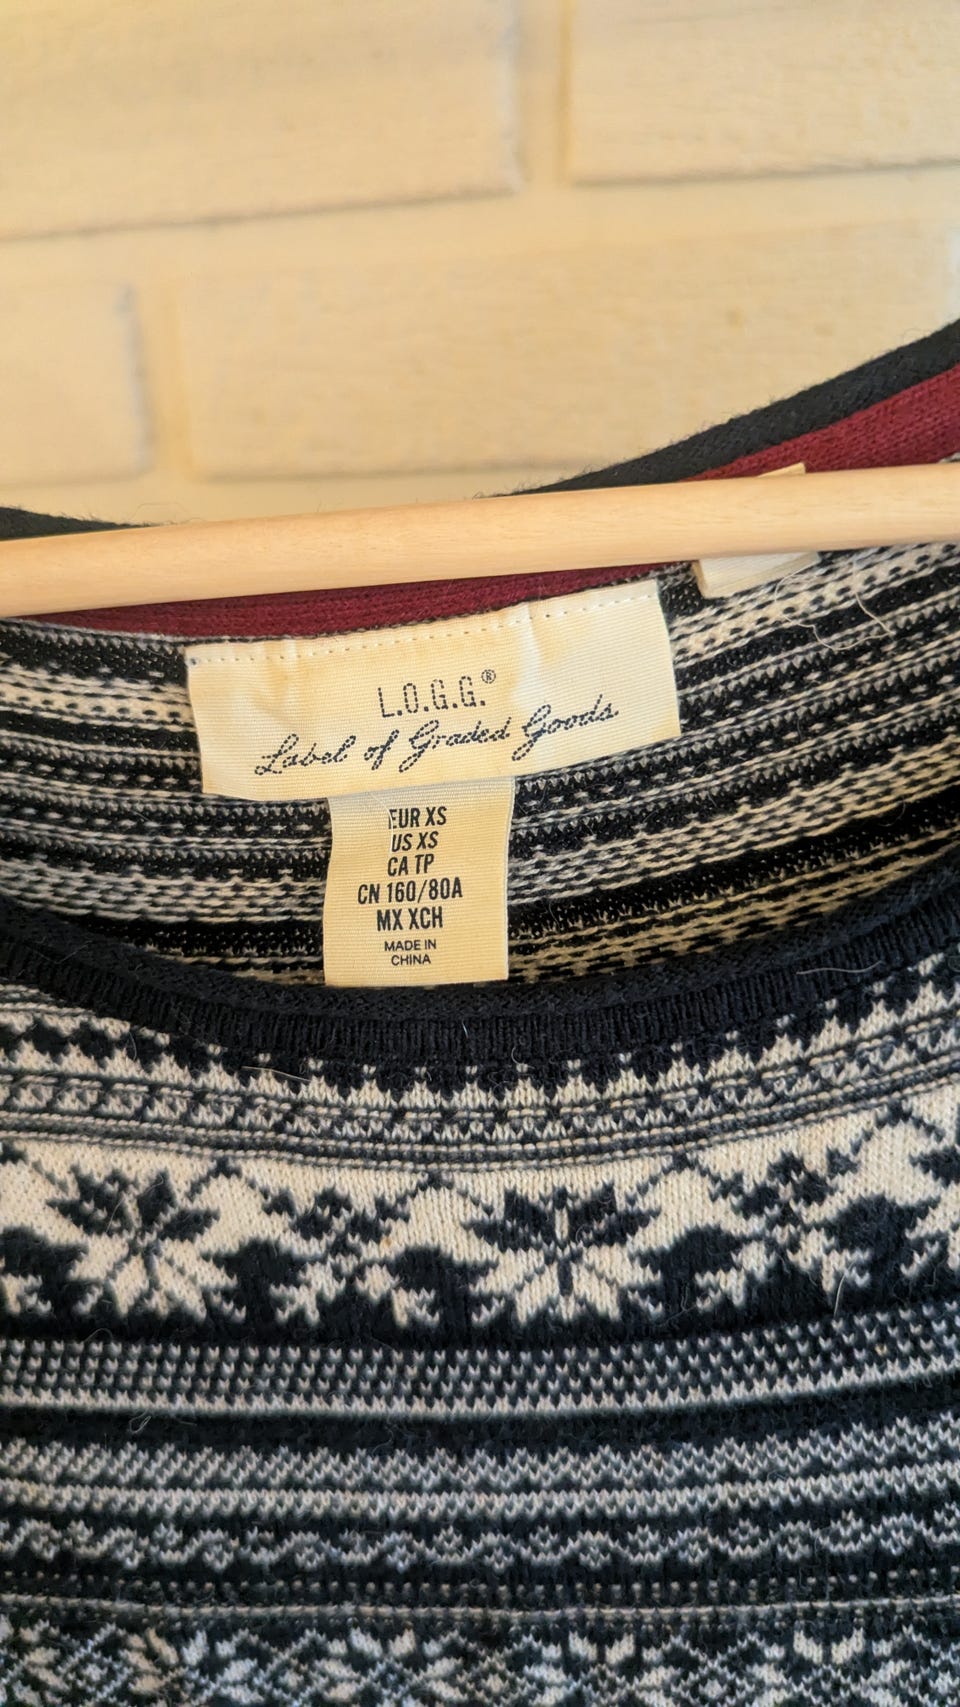 L.O.G.G.®
Label of Graded Goods
EUR XS
US XS
CA TP
CN 160/80A
MX XCH
MADE IN
CHINA